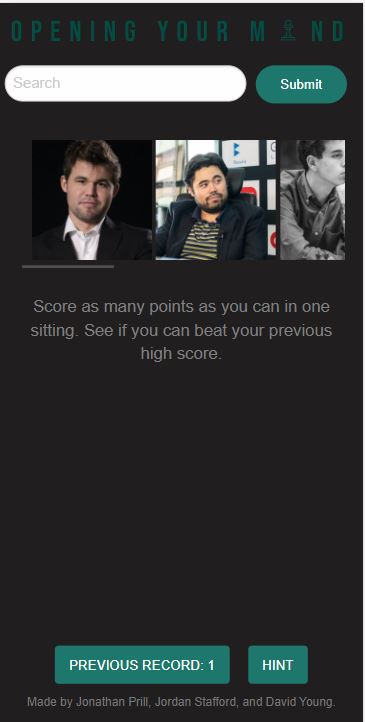 OPENING YOUR M ND
Search
Submit
Score as many points as you can in one
sitting. See if you can beat your previous
high score.
PREVIOUS RECORD: 1
HINT
Made by Jonathan Prill, Jordan Stafford, and David Young.